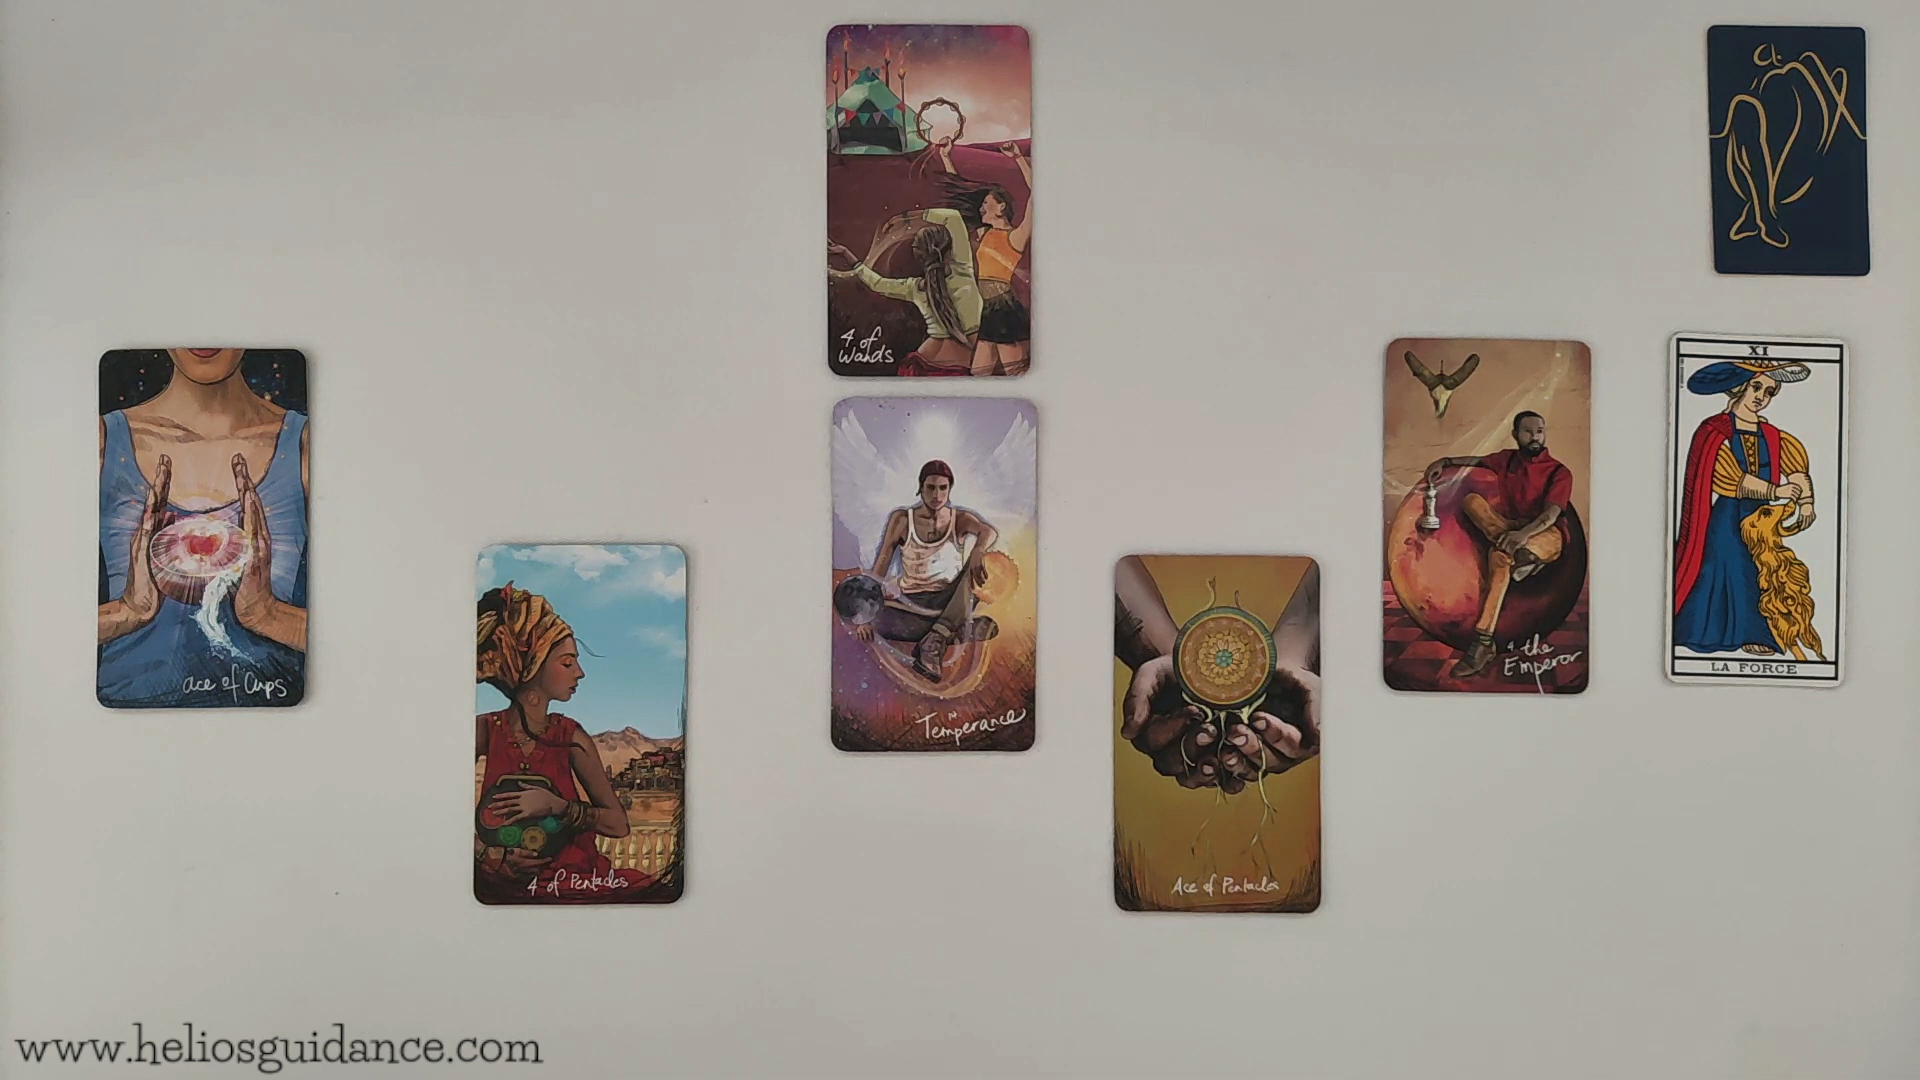 4 of
Wands
XI
ace of Cups
Temperance
4 the
Emperor
LA FORCE
4 of Pentacles
Ace of Pentacles
www.heliosguidance.com